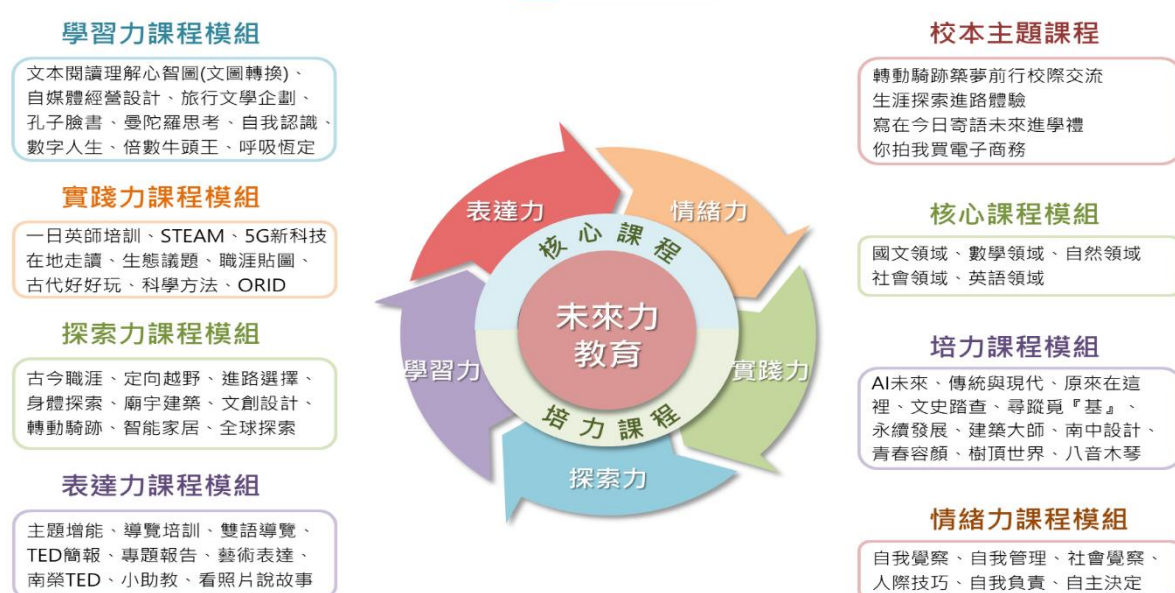 學習力課程模組
文本閱讀理解心智圖(文圖轉換)、
自媒體經營設計、旅行文學企劃、
孔子臉書、曼陀羅思考、自我認識、
數字人生、倍數牛頭王、呼吸恆定
實踐力課程模組
一日英師培訓、STEAM、5G新科技
在地走讀、生態議題、職涯貼圖、
古代好好玩、科學方法、ORID
探索力課程模組
古今職涯、定向越野、進路選擇、
身體探索、廟宇建築、文創設計、
轉動騎跡、智能家居、全球探索
表達力課程模組
主題增能、導覽培訓、雙語導覽、
TED簡報、專題報告、藝術表達、
南榮TED、小助教、看照片說故事
表達力
情緒力
核心課程
未來力
教育
學習力
實踐力
培力課程
探索力
校本主題課程
轉動騎跡築夢前行校際交流
生涯探索進路體驗
寫在今日寄語未來進學禮
你拍我買電子商務
核心課程模組
國文領域、數學領域、自然領域
社會領域、英語領域
培力課程模組
AI未來、傳統與現代、原來在這
裡、文史踏查、尋蹤覓『基』、
永續發展、建築大師、南中設計、
青春容顏、樹頂世界、八音木琴
情緒力課程模組
自我覺察、自我管理、社會覺察、
人際技巧、自我負責、自主決定